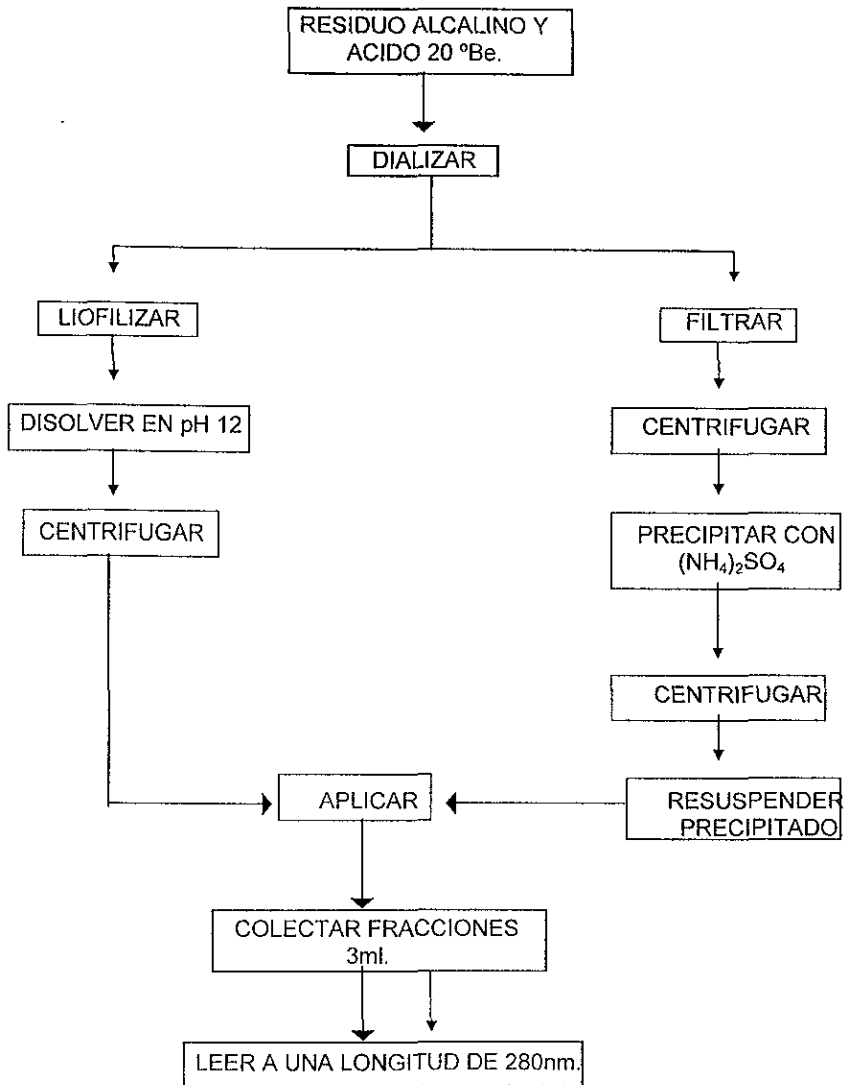 RESIDUO ALCALINO Y
ACIDO 20 ºBe.
DIALIZAR
LIOFILIZAR
FILTRAR
DISOLVER EN pH 12
CENTRIFUGAR
CENTRIFUGAR
PRECIPITAR CON
(NH₄)₂SO₄
CENTRIFUGAR
APLICAR
RESUSPENDER
PRECIPITADO
COLECTAR FRACCIONES
3ml.
LEER A UNA LONGITUD DE 280nm.